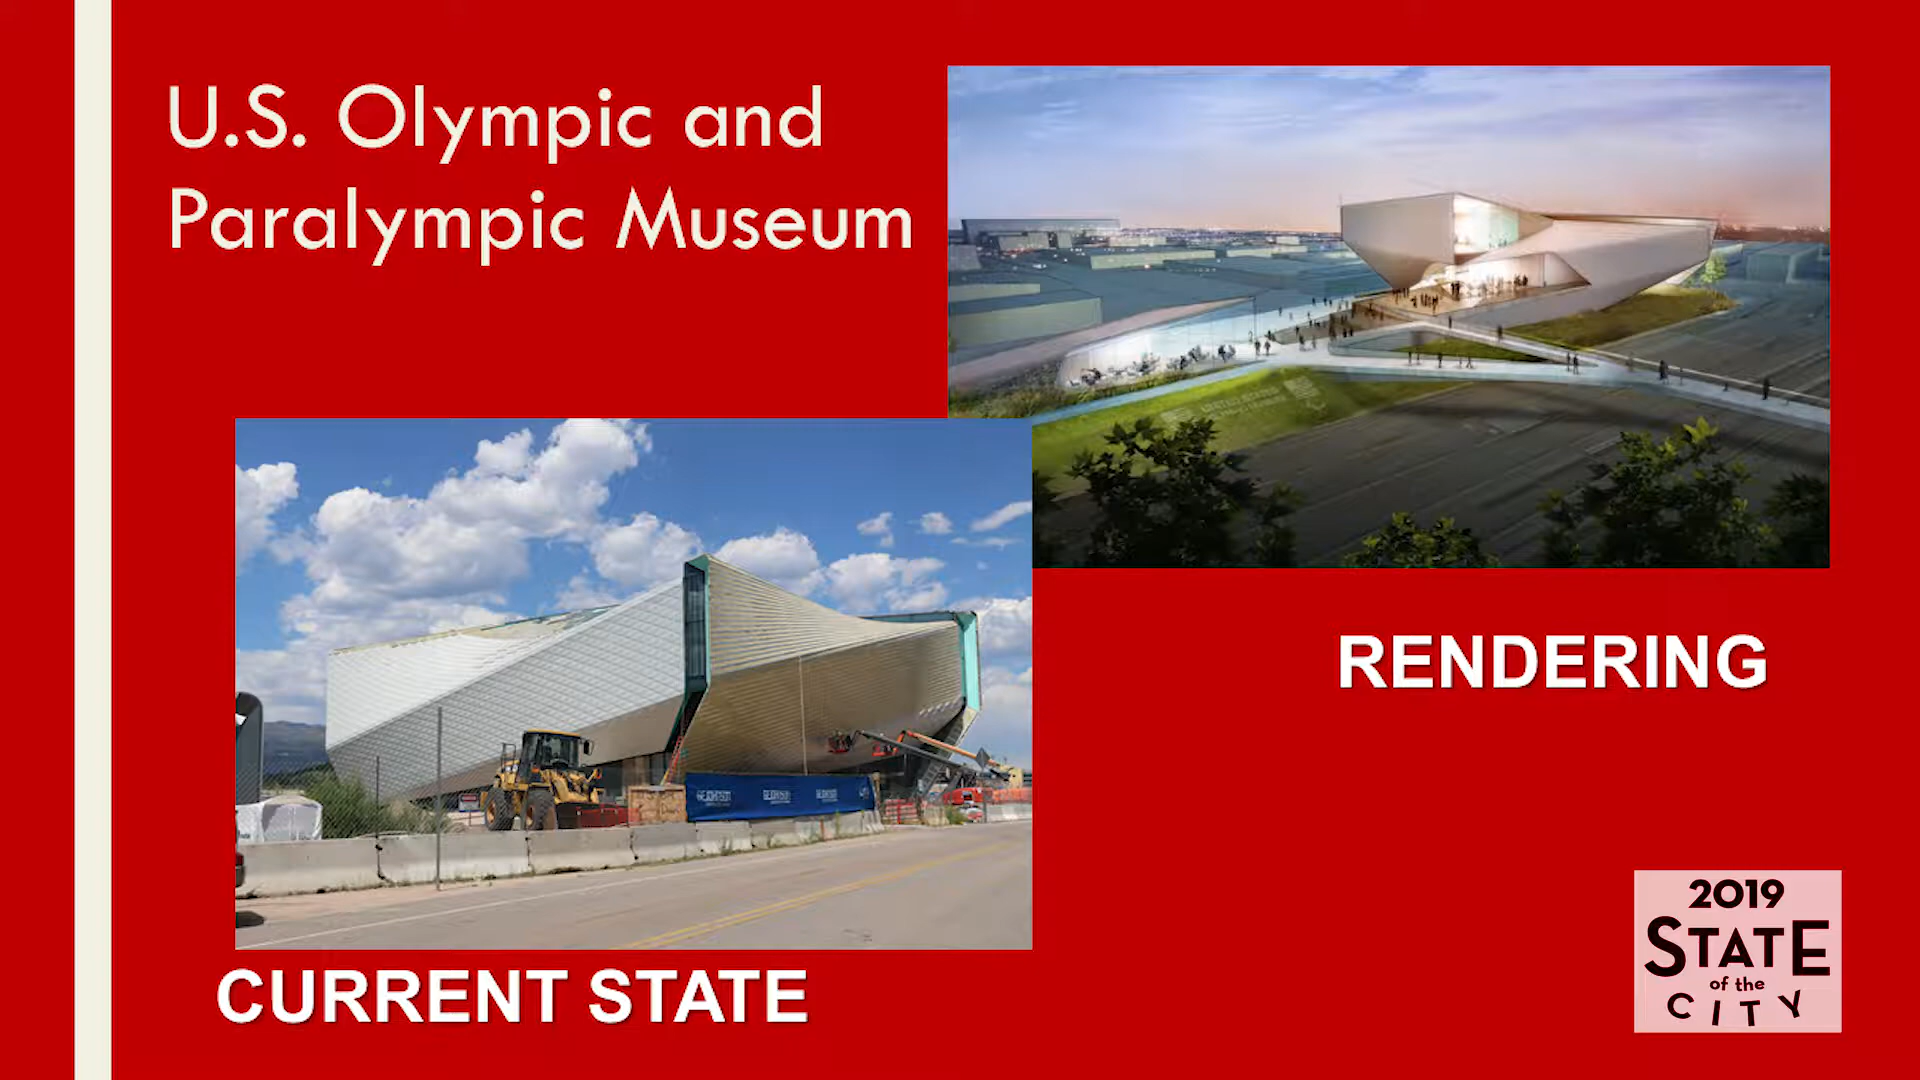 U.S. Olympic and
Paralympic Museum
RENDERING
CURRENT STATE
2019
STATE
of the
CITY